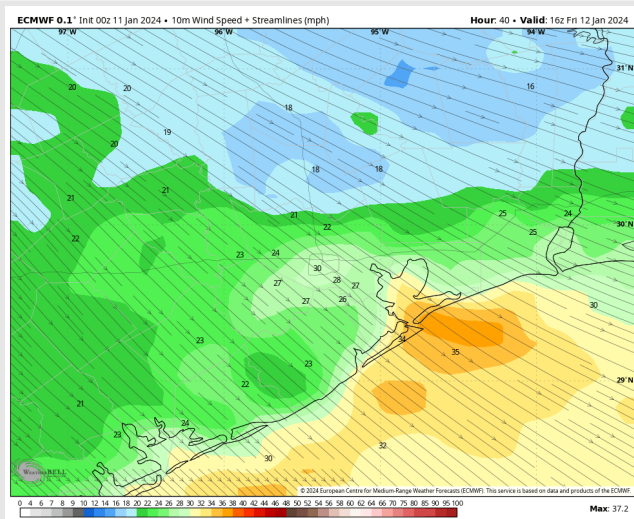 ECMWF 0.1° Init 00z 11 Jan 2024 • 10m Wind Speed + Streamlines (mph) Hour: 40 • Valid: 16z Fri 12 Jan 2024
97°W 96°W 95°W 94°W
31°N
20 20 16
18
19
20
18 18
21
21
21 25 24
22 30°N
25
22
23 24
30
27 28 27
27 26
30
34
23
35
23
29°N
22
21
24
23
32
30
WeatherBELL
© 2024 European Centre for Medium-Range Weather Forecasts (ECMWF). This service is based on data and products of the ECMWF.
0 4 6 8 9 10 12 14 16 18 20 22 24 26 28 30 32 34 36 38 40 42 44 46 48 50 52 54 56 58 60 62 64 66 68 70 72 74 76 78 80 85 90 95 100
Max: 37.2